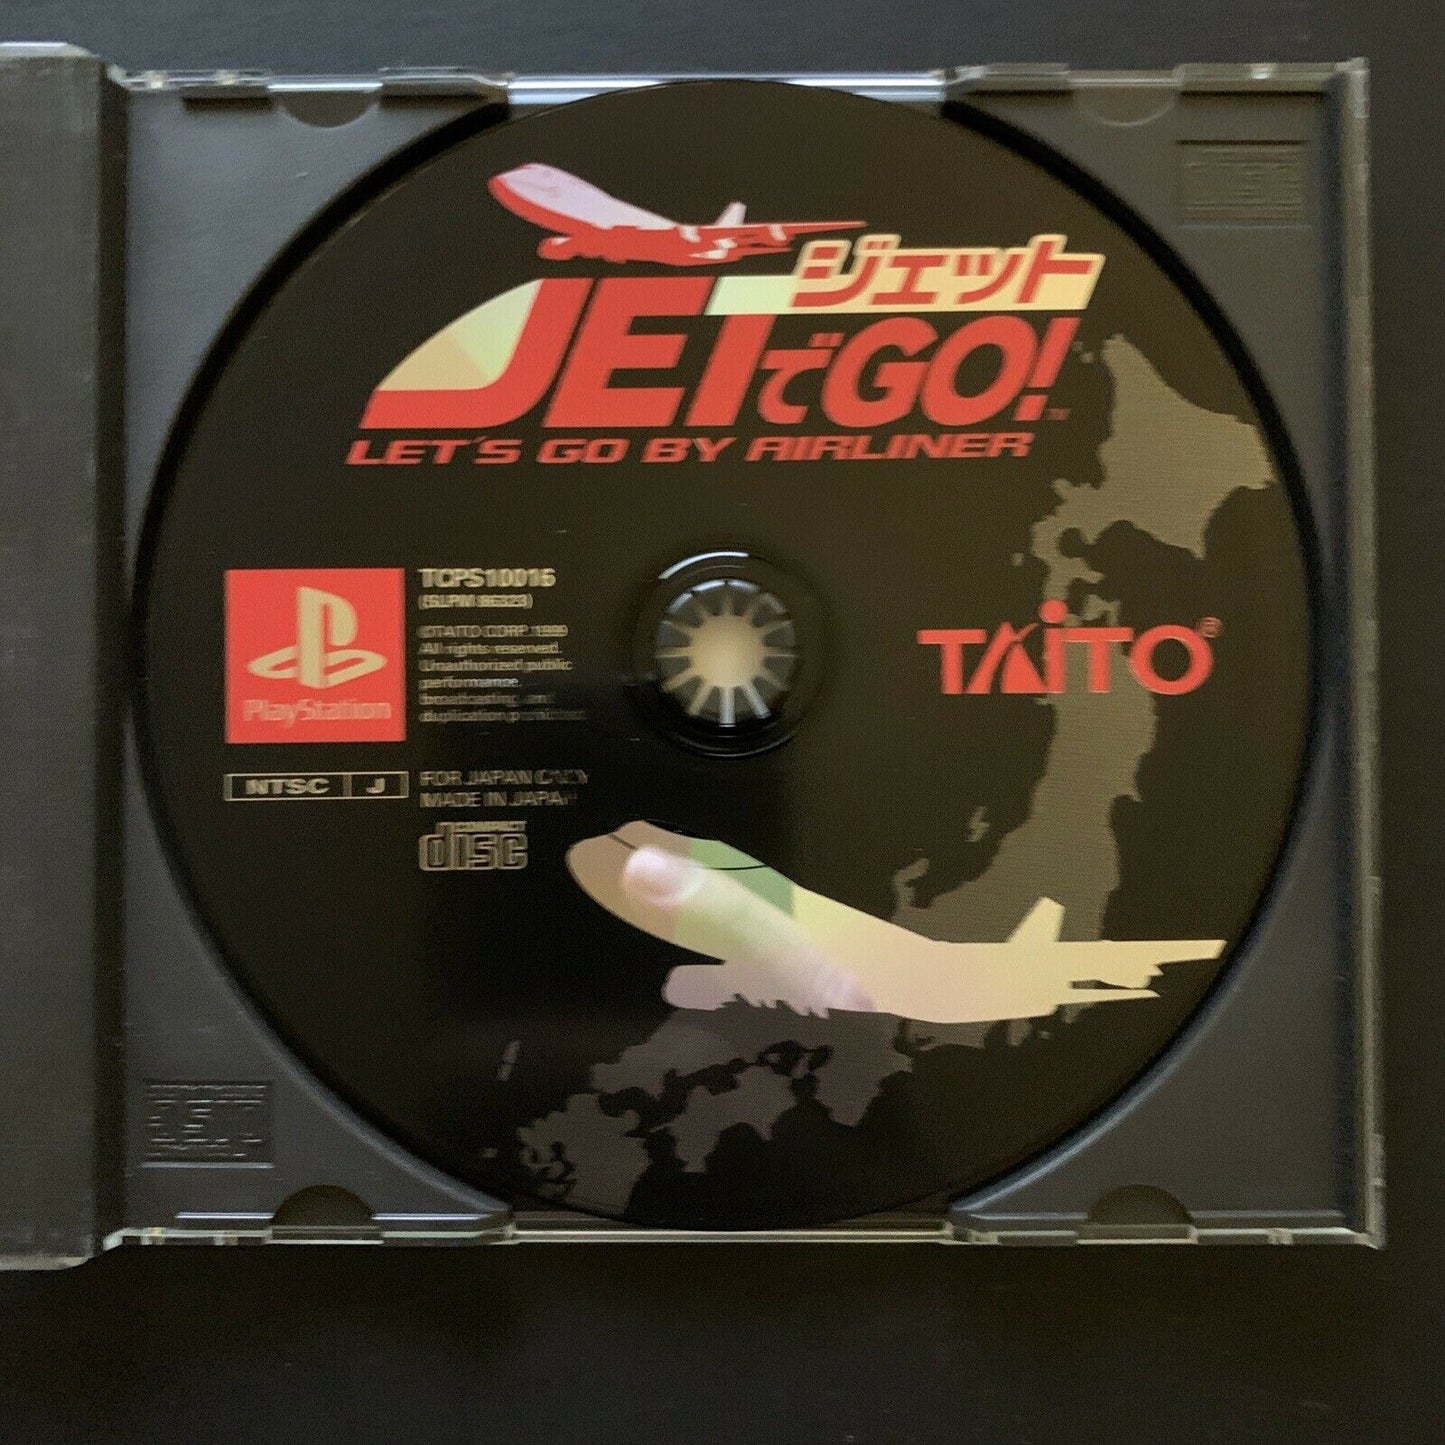 ジェット
JETでGO!™
LET'S GO BY AIRLINER
TCPS10016
(SLPM 86323)
©TAITO CORP. 1999
All rights reserved.
Unauthorized public
performance,
broadcasting and
duplication prohibited.
PlayStation
TAITO®
NTSC J
FOR JAPAN ONLY
MADE IN JAPAN
COMPACT
disc